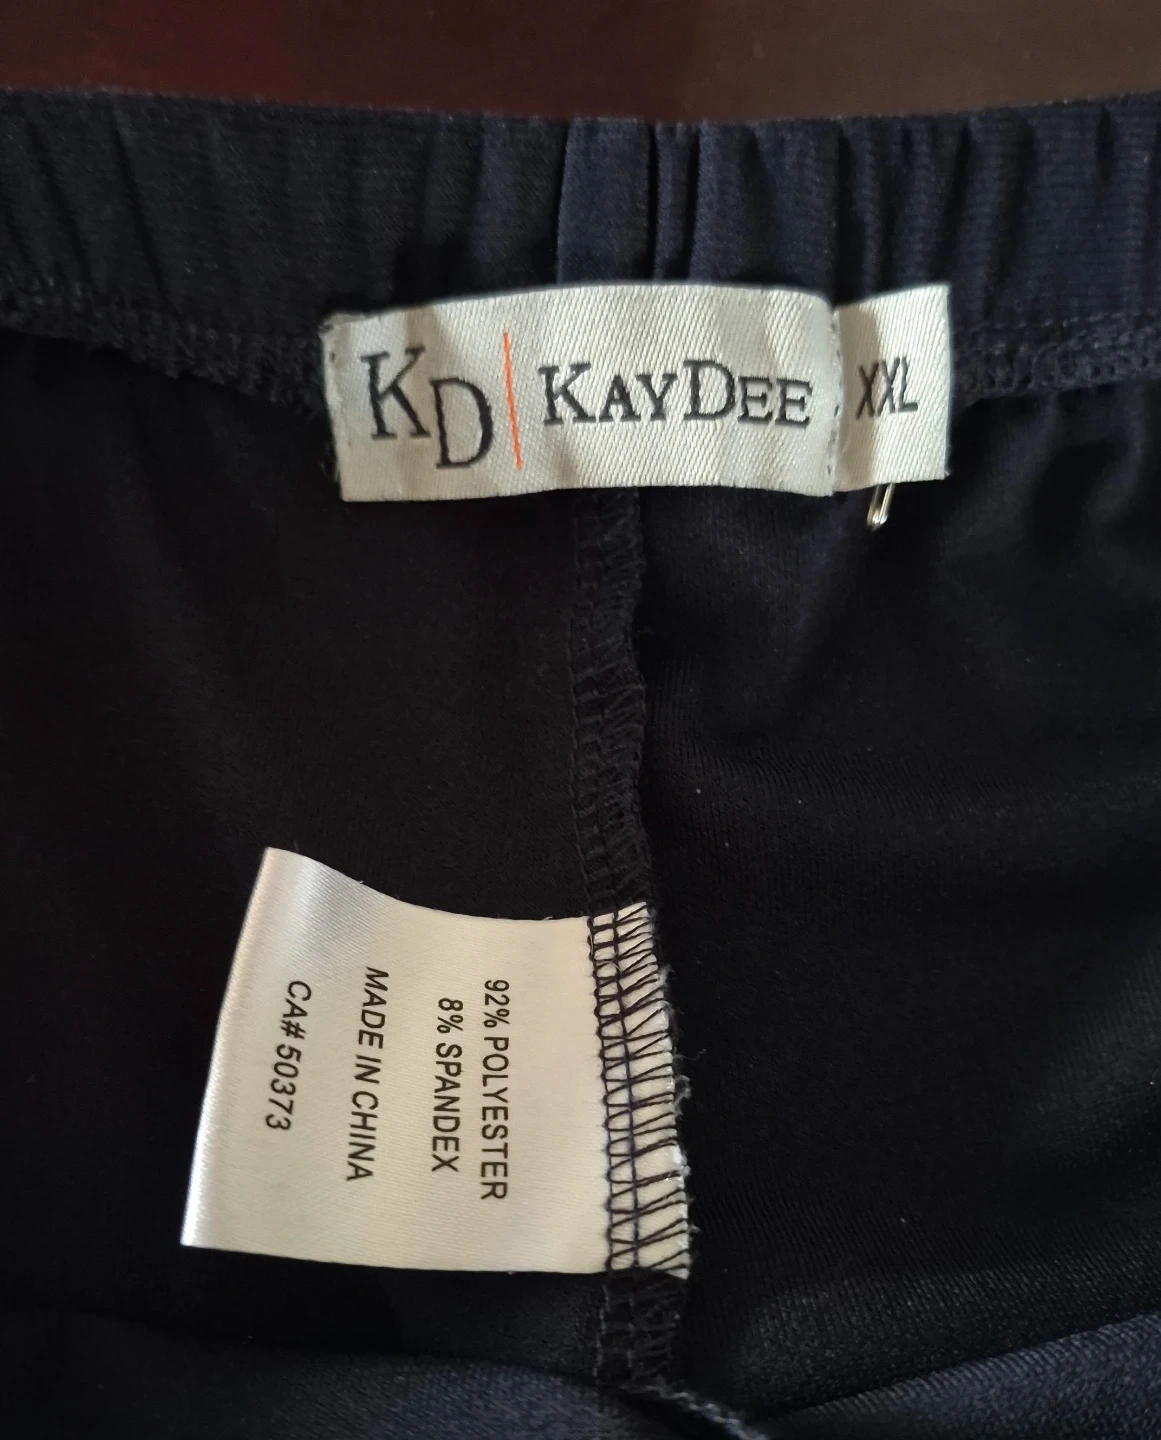 KD | KAYDEE
XXL
92% POLYESTER
8% SPANDEX
MADE IN CHINA
CA# 50373